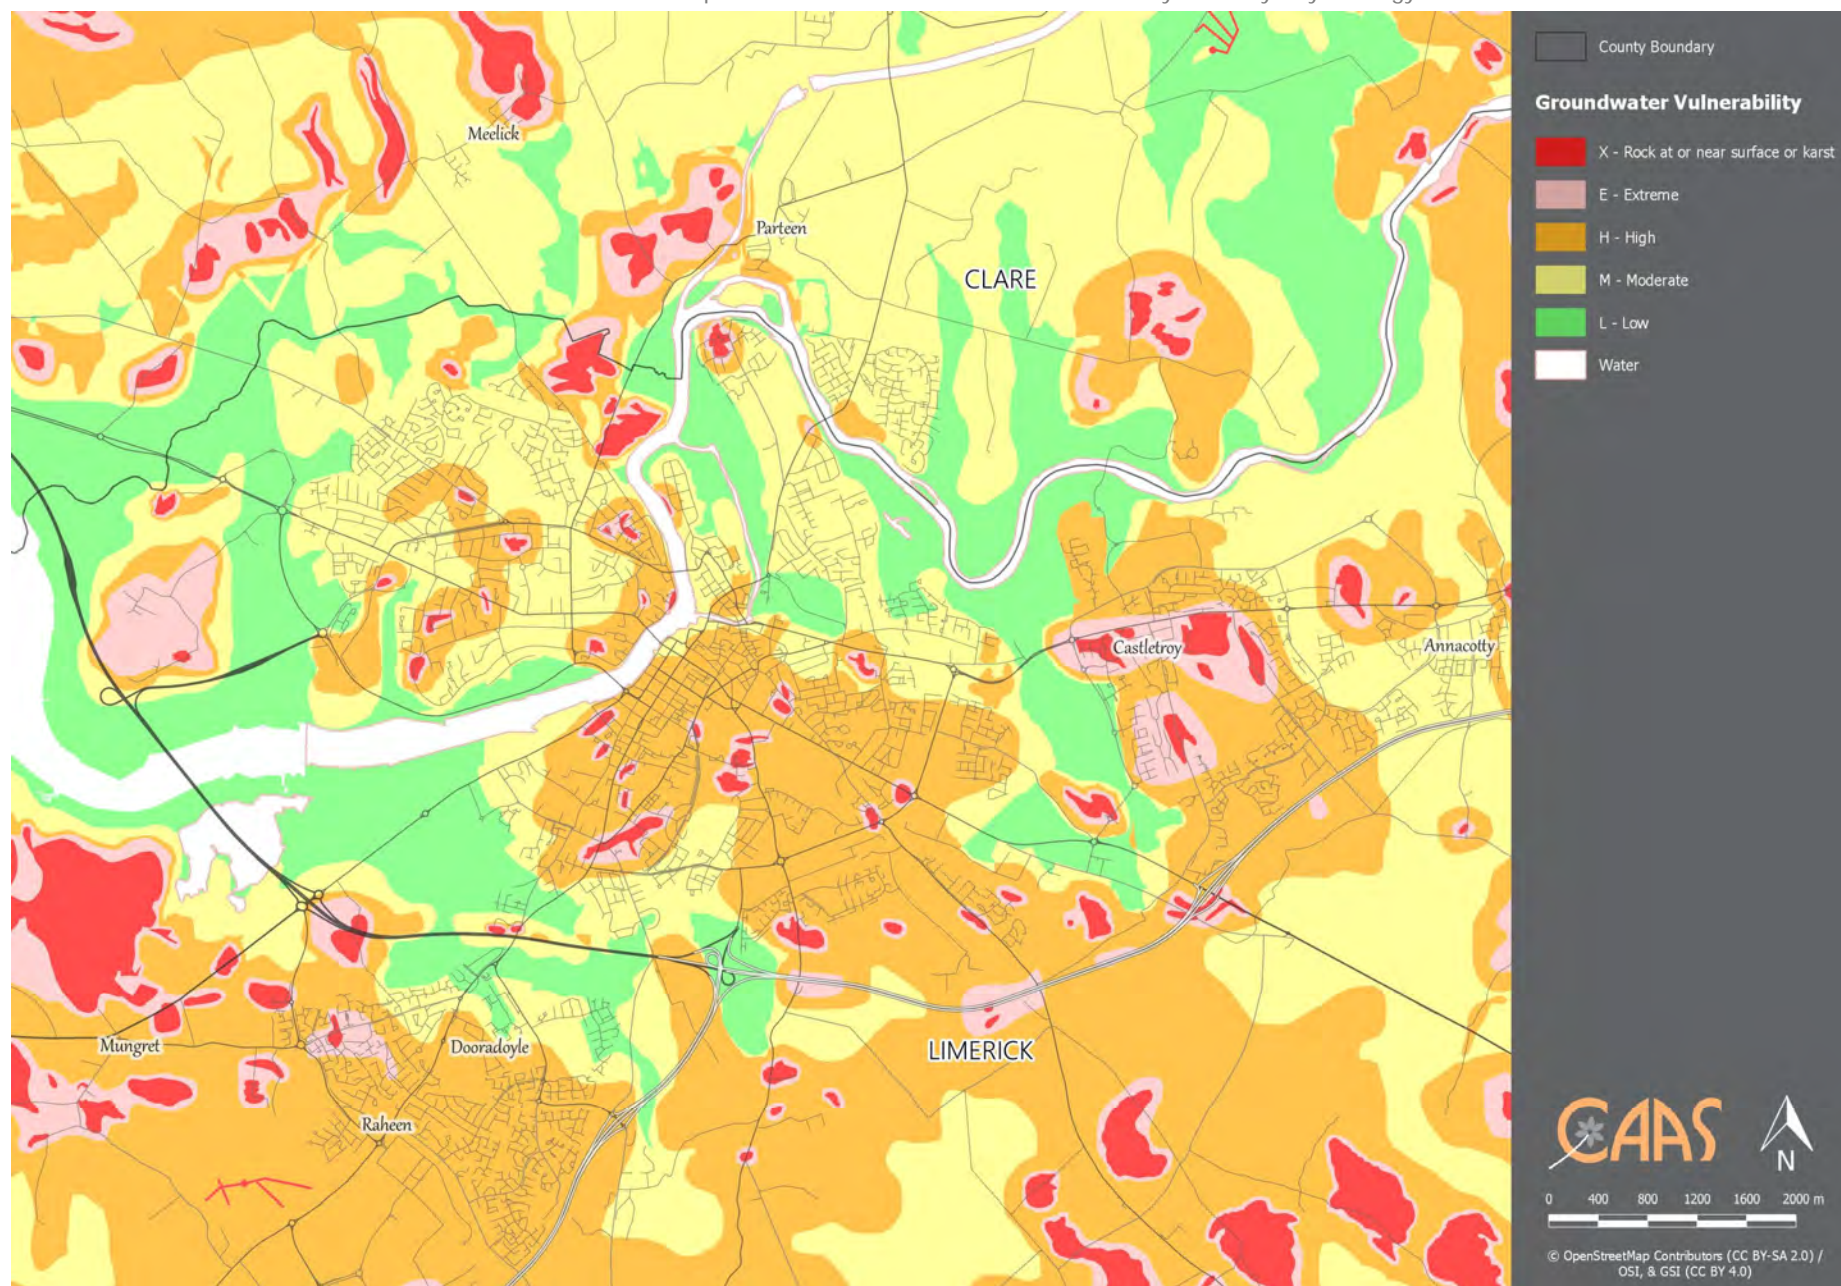 County Boundary
Groundwater Vulnerability
X - Rock at or near surface or karst
E - Extreme
H - High
M - Moderate
L - Low
Water
Meelick
Parteen
CLARE
Castletroy
Annacotty
Mungret
Dooradoyle
LIMERICK
Raheen
CAAS
N
0 400 800 1200 1600 2000 m
© OpenStreetMap Contributors (CC BY-SA 2.0) /
OSI, & GSI (CC BY 4.0)